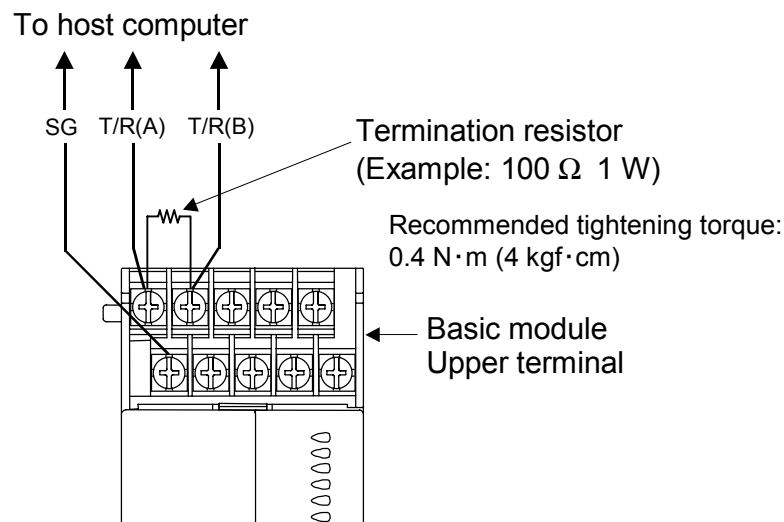 To host computer
SG T/R(A) T/R(B)
Termination resistor
(Example: 100 Ω 1 W)
Recommended tightening torque:
0.4 N·m (4 kgf·cm)
Basic module
Upper terminal